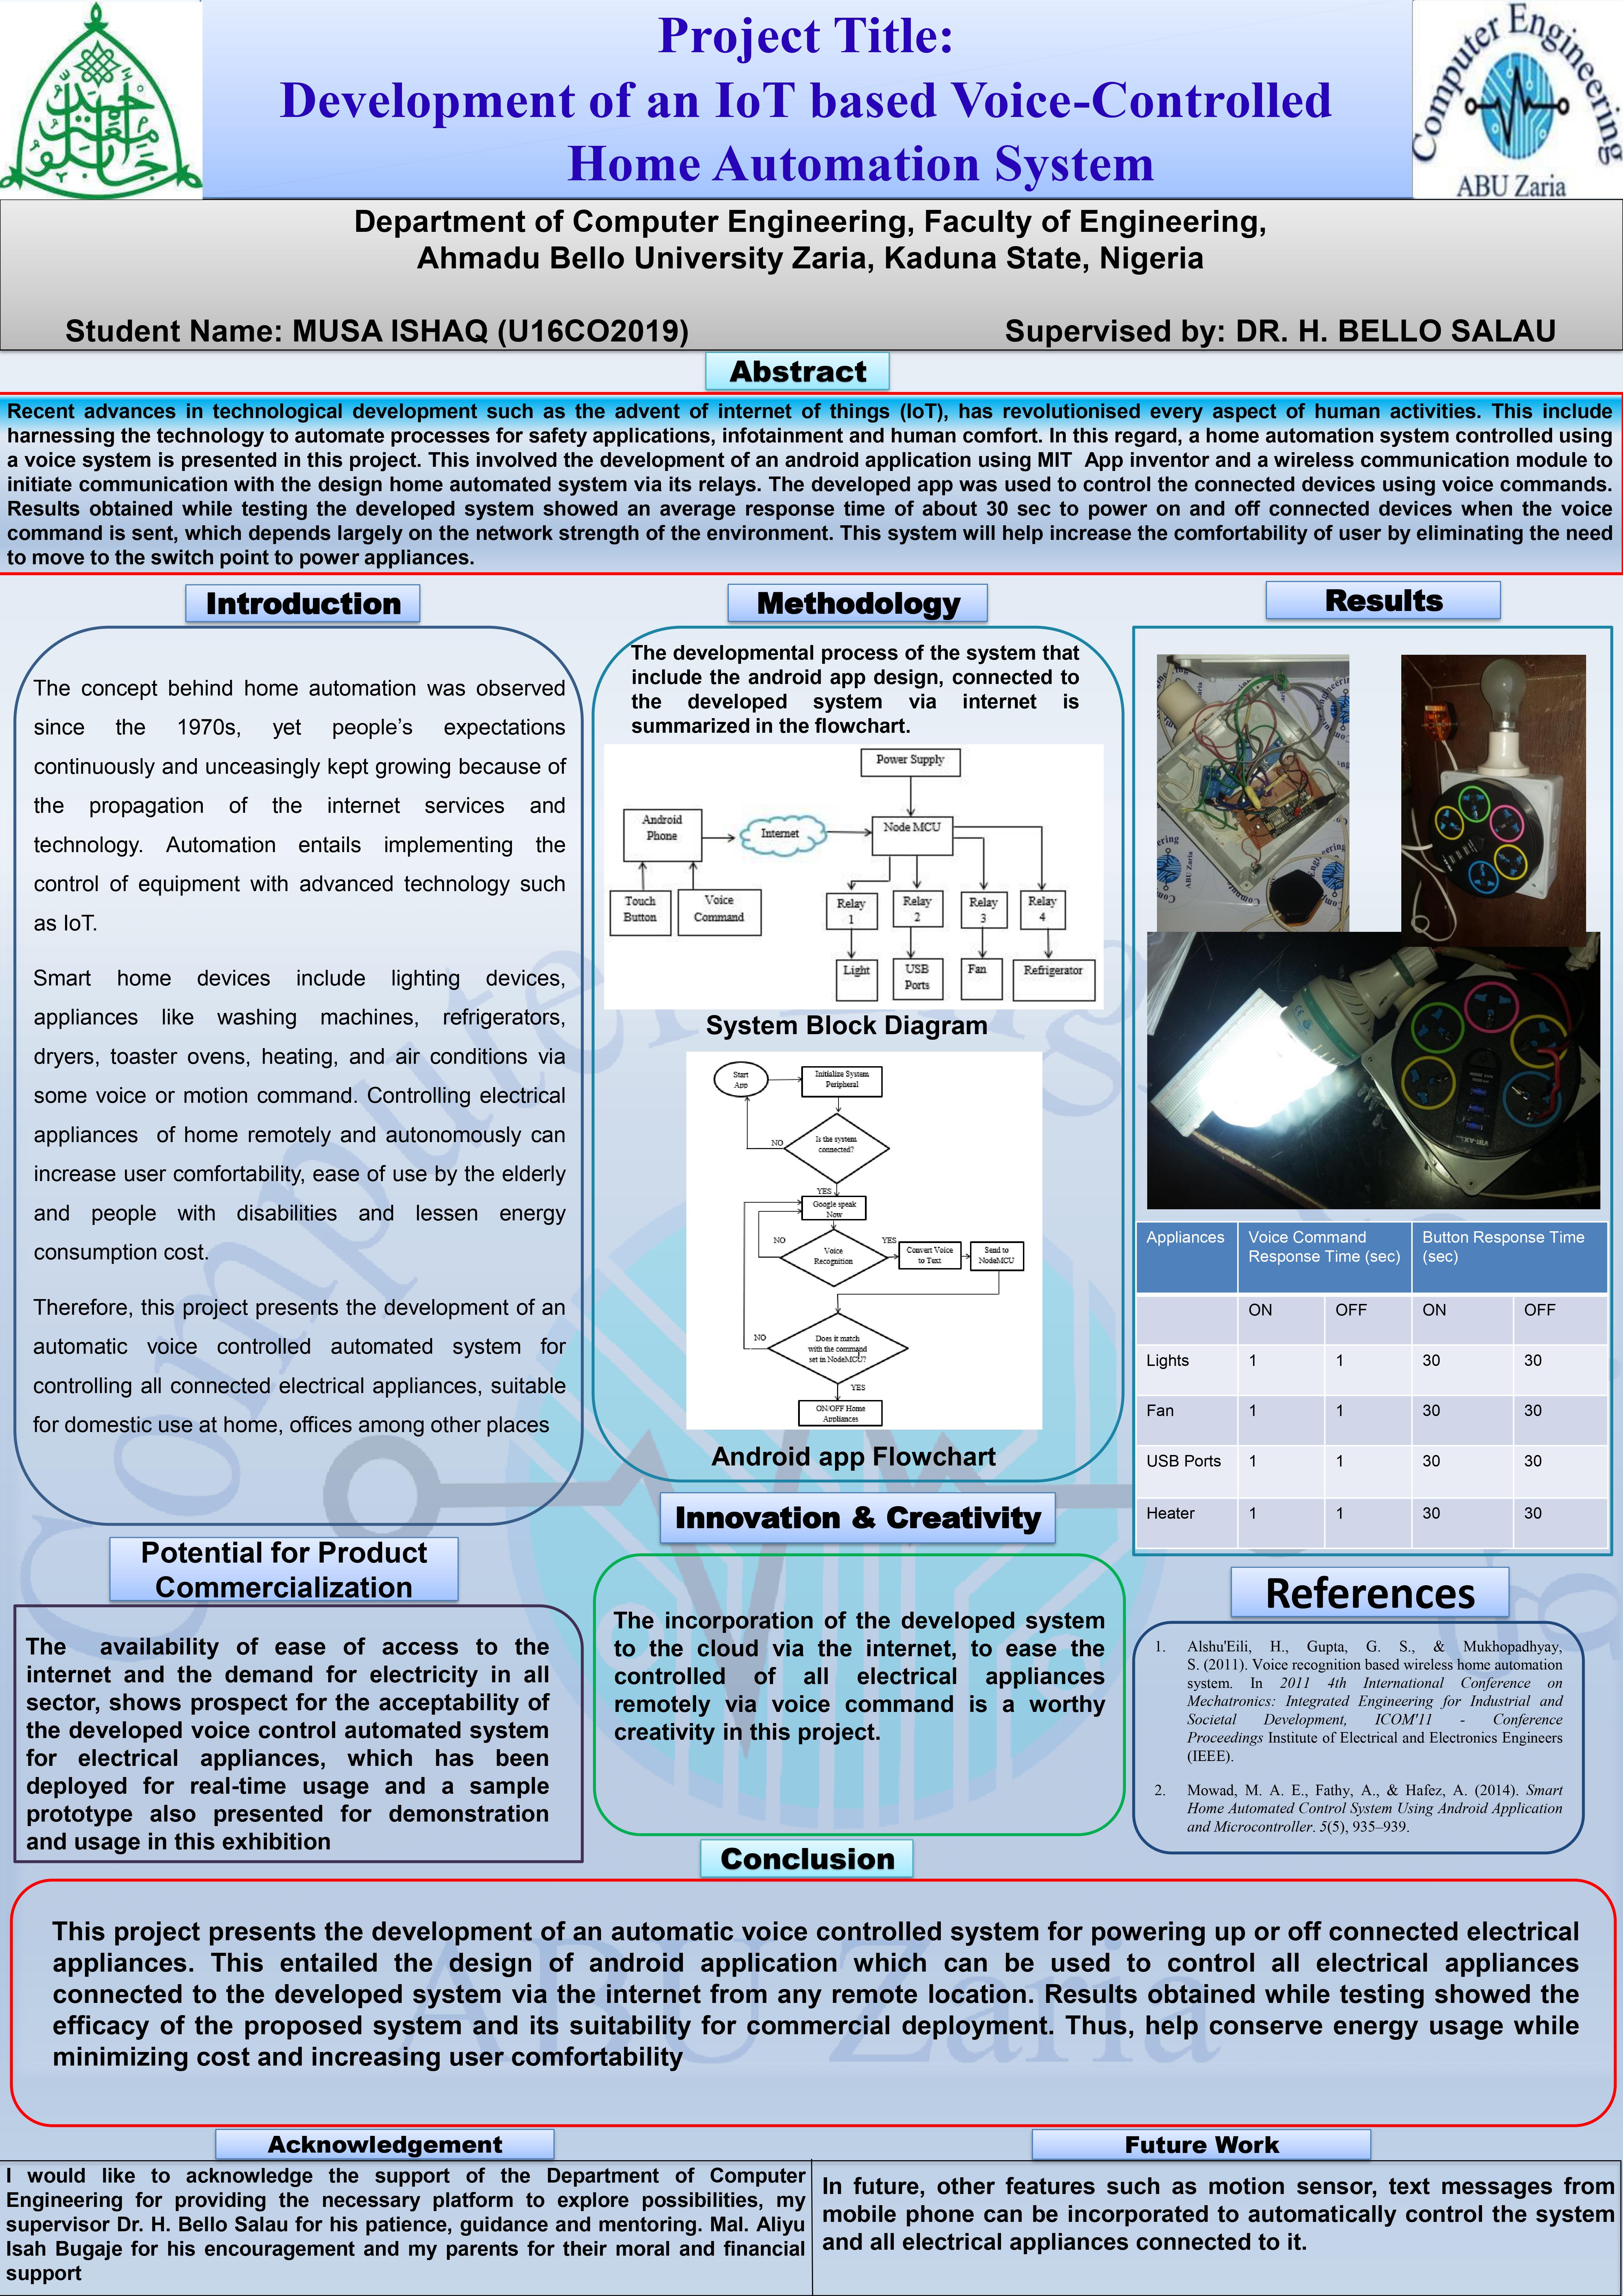 Project Title:
Development of an IoT based Voice-Controlled
Home Automation System
Computer Engineering
ABU Zaria
Department of Computer Engineering, Faculty of Engineering,
Ahmadu Bello University Zaria, Kaduna State, Nigeria
Student Name: MUSA ISHAQ (U16CO2019)
Supervised by: DR. H. BELLO SALAU
Abstract
Recent advances in technological development such as the advent of internet of things (IoT), has revolutionised every aspect of human activities. This include
harnessing the technology to automate processes for safety applications, infotainment and human comfort. In this regard, a home automation system controlled using
a voice system is presented in this project. This involved the development of an android application using MIT App inventor and a wireless communication module to
initiate communication with the design home automated system via its relays. The developed app was used to control the connected devices using voice commands.
Results obtained while testing the developed system showed an average response time of about 30 sec to power on and off connected devices when the voice
command is sent, which depends largely on the network strength of the environment. This system will help increase the comfortability of user by eliminating the need
to move to the switch point to power appliances.
Introduction
The concept behind home automation was observed
since the 1970s, yet people's expectations
continuously and unceasingly kept growing because of
the propagation of the internet services and
technology. Automation entails implementing the
control of equipment with advanced technology such
as IoT.
Smart home devices include lighting devices,
appliances like washing machines, refrigerators,
dryers, toaster ovens, heating, and air conditions via
some voice or motion command. Controlling electrical
appliances of home remotely and autonomously can
increase user comfortability, ease of use by the elderly
and people with disabilities and lessen energy
consumption cost.
Therefore, this project presents the development of an
automatic voice controlled automated system for
controlling all connected electrical appliances, suitable
for domestic use at home, offices among other places
Potential for Product
Commercialization
The availability of ease of access to the
internet and the demand for electricity in all
sector, shows prospect for the acceptability of
the developed voice control automated system
for electrical appliances, which has been
deployed for real-time usage and a sample
prototype also presented for demonstration
and usage in this exhibition
Methodology
The developmental process of the system that
include the android app design, connected to
the developed system via internet is
summarized in the flowchart.
Power Supply
Android
Phone
Internet
Node MCU
Touch
Button
Voice
Command
Relay
1
Relay
2
Relay
3
Relay
4
Light
USB
Ports
Fan
Refrigerator
System Block Diagram
Start
App
Initialize System
Peripheral
Is the system
connected?
NO
YES
Google speak
Now
NO
Voice
Recognition
YES
Convert Voice
to Text
Send to
NodeMCU
NO
Does it match
with the command
set in NodeMCU?
YES
ON/OFF Home
Appliances
Android app Flowchart
Innovation & Creativity
The incorporation of the developed system
to the cloud via the internet, to ease the
controlled of all electrical appliances
remotely via voice command is a worthy
creativity in this project.
Results
Appliances Voice Command Button Response Time
Response Time (sec) (sec)
ON OFF ON OFF
Lights 1 1 30 30
Fan 1 1 30 30
USB Ports 1 1 30 30
Heater 1 1 30 30
References
1. Alshu'Eili, H., Gupta, G. S., & Mukhopadhyay,
S. (2011). Voice recognition based wireless home automation
system. In 2011 4th International Conference on
Mechatronics: Integrated Engineering for Industrial and
Societal Development, ICOM'11 - Conference
Proceedings Institute of Electrical and Electronics Engineers
(IEEE).
2. Mowad, M. A. E., Fathy, A., & Hafez, A. (2014). Smart
Home Automated Control System Using Android Application
and Microcontroller. 5(5), 935–939.
Conclusion
This project presents the development of an automatic voice controlled system for powering up or off connected electrical
appliances. This entailed the design of android application which can be used to control all electrical appliances
connected to the developed system via the internet from any remote location. Results obtained while testing showed the
efficacy of the proposed system and its suitability for commercial deployment. Thus, help conserve energy usage while
minimizing cost and increasing user comfortability
Acknowledgement
I would like to acknowledge the support of the Department of Computer
Engineering for providing the necessary platform to explore possibilities, my
supervisor Dr. H. Bello Salau for his patience, guidance and mentoring. Mal. Aliyu
Isah Bugaje for his encouragement and my parents for their moral and financial
support
Future Work
In future, other features such as motion sensor, text messages from
mobile phone can be incorporated to automatically control the system
and all electrical appliances connected to it.